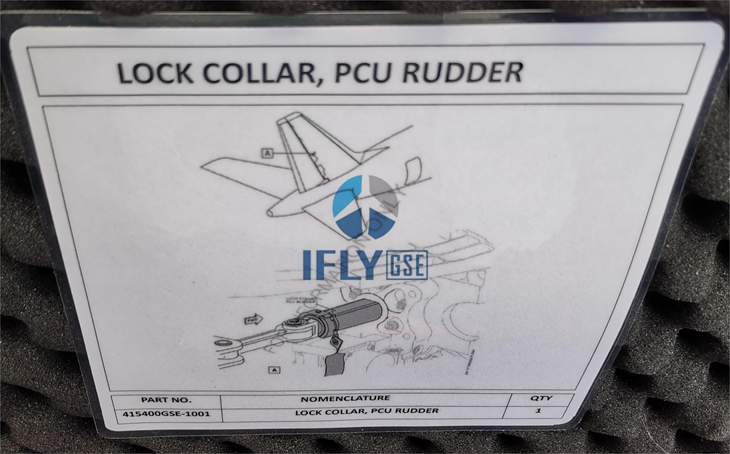 LOCK COLLAR, PCU RUDDER
A
IFLY GSE
A
PART NO. NOMENCLATURE QTY
415400GSE-1001 LOCK COLLAR, PCU RUDDER 1